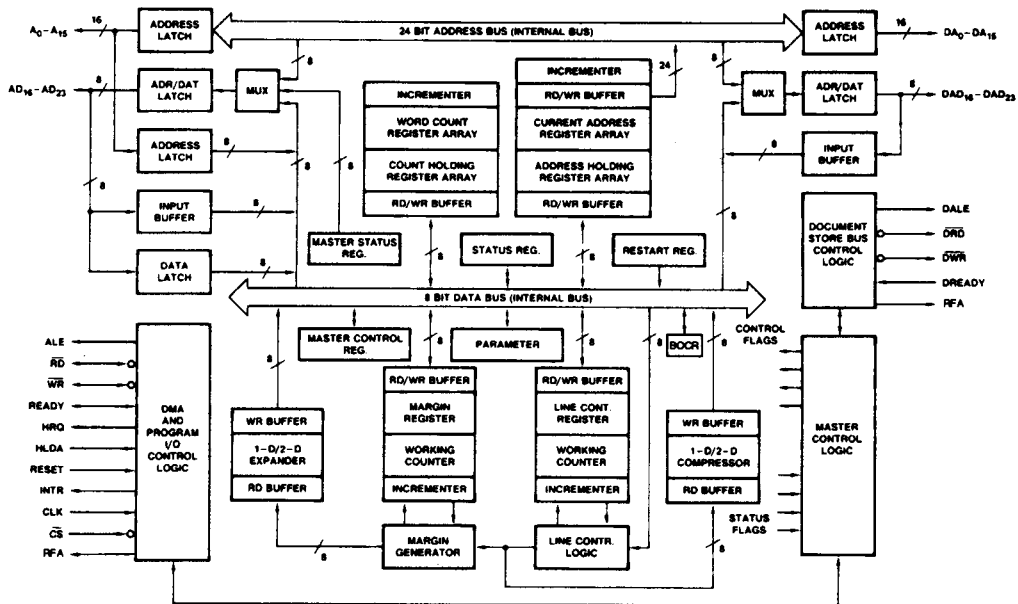 A0–A15
16
ADDRESS
LATCH
24 BIT ADDRESS BUS (INTERNAL BUS)
ADDRESS
LATCH
16
DA0–DA15
AD16–AD23
8
ADR/DAT
LATCH
MUX
8
24
8
MUX
ADR/DAT
LATCH
8
DAD16–DAD23
INCREMENTER
WORD COUNT
REGISTER ARRAY
COUNT HOLDING
REGISTER ARRAY
RD/WR BUFFER
INCREMENTER
RD/WR BUFFER
CURRENT ADDRESS
REGISTER ARRAY
ADDRESS HOLDING
REGISTER ARRAY
RD/WR BUFFER
ADDRESS
LATCH
8
8
8
8
INPUT
BUFFER
8
INPUT
BUFFER
8
8
DATA
LATCH
8
MASTER STATUS
REG.
8
STATUS REG.
8
RESTART REG.
DOCUMENT
STORE BUS
CONTROL
LOGIC
DALE
DRD
DWR
DREADY
RFA
8 BIT DATA BUS (INTERNAL BUS)
MASTER CONTROL
REG.
PARAMETER
BOCR
CONTROL
FLAGS
8
8
8
8
8
ALE
RD
WR
READY
HRQ
HLDA
RESET
INTR
CLK
CS
RFA
DMA
AND
PROGRAM
I/O
CONTROL
LOGIC
WR BUFFER
1-D/2-D
EXPANDER
RD BUFFER
RD/WR BUFFER
MARGIN
REGISTER
WORKING
COUNTER
INCREMENTER
RD/WR BUFFER
LINE CONT.
REGISTER
WORKING
COUNTER
INCREMENTER
WR BUFFER
1-D/2-D
COMPRESSOR
RD BUFFER
MASTER
CONTROL
LOGIC
STATUS
FLAGS
8
MARGIN
GENERATOR
LINE CONTR.
LOGIC
8